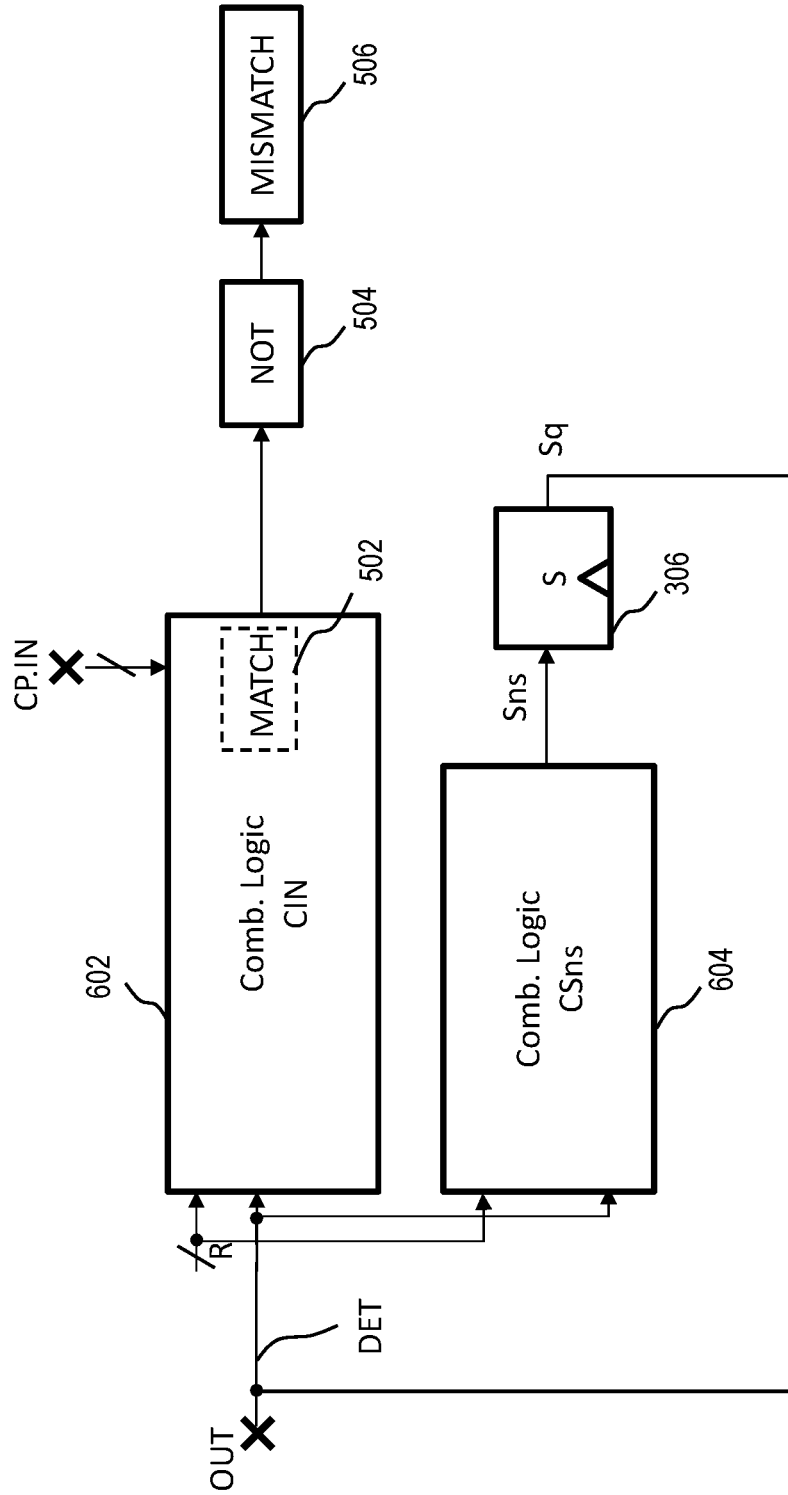 OUT
DET
R
602
Comb. Logic
CIN
MATCH
502
CP.IN
NOT
504
MISMATCH
506
Comb. Logic
CSns
604
Sns
S
306
Sq